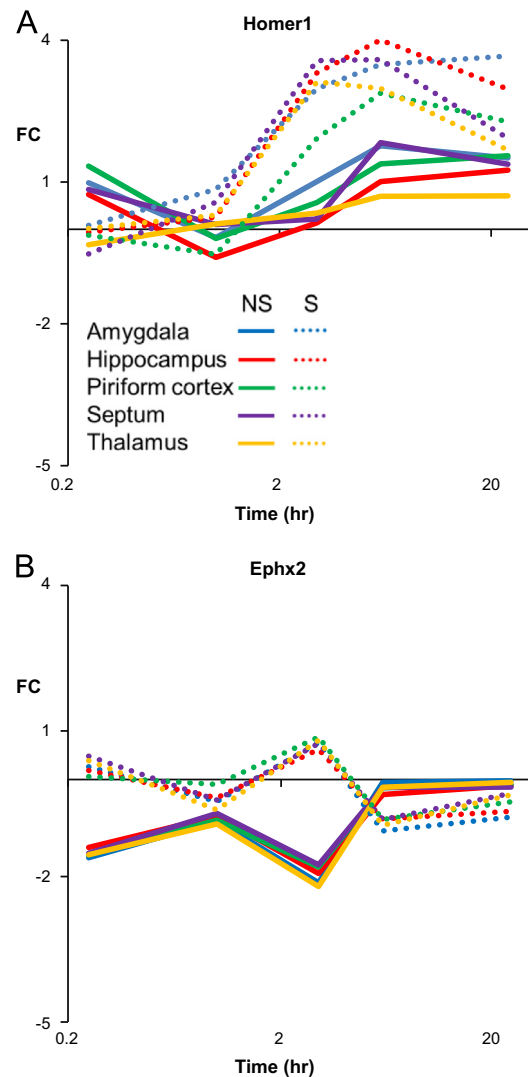 A
Homer1
4
FC
1
-2
NS S
Amygdala
Hippocampus
Piriform cortex
Septum
Thalamus
-5
0.2 2 20
Time (hr)
B
Ephx2
4
FC
1
-2
-5
0.2 2 20
Time (hr)